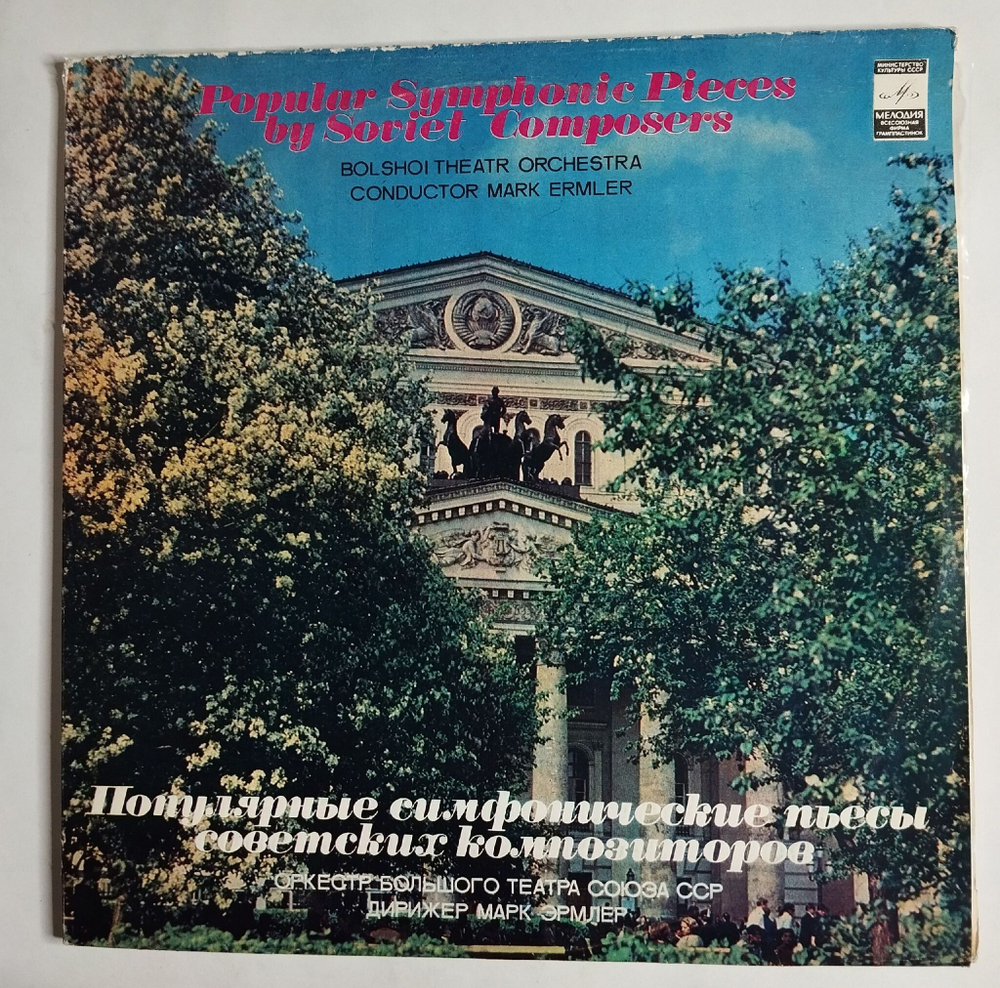 Popular Symphonic Pieces
by Soviet Composers
BOLSHOI THEATR ORCHESTRA
CONDUCTOR MARK ERMLER
МИНИСТЕРСТВО
КУЛЬТУРЫ СССР
МЕЛОДИЯ
ВСЕСОЮЗНАЯ
ФИРМА
ГРАМПЛАСТИНОК
Популярные симфонические пьесы
советских композиторов
ОРКЕСТР БОЛЬШОГО ТЕАТРА СОЮЗА ССР
ДИРИЖЕР МАРК ЭРМЛЕР